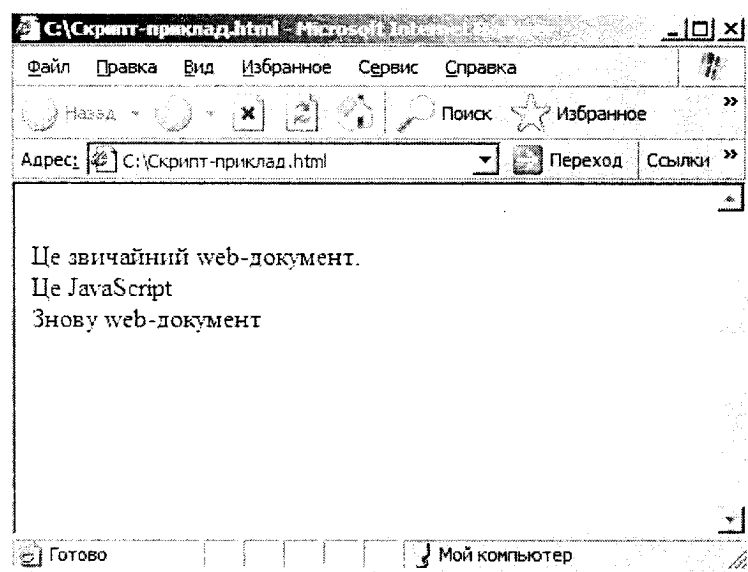 C:\Скрипт-приклад.html - Microsoft Internet
Файл Правка Вид Избранное Сервис Справка
Назад Поиск Избранное »
Адрес: C:\Скрипт-приклад.html Переход Ссылки »
Це звичайний web-документ.
Це JavaScript
Знову web-документ
Готово Мой компьютер